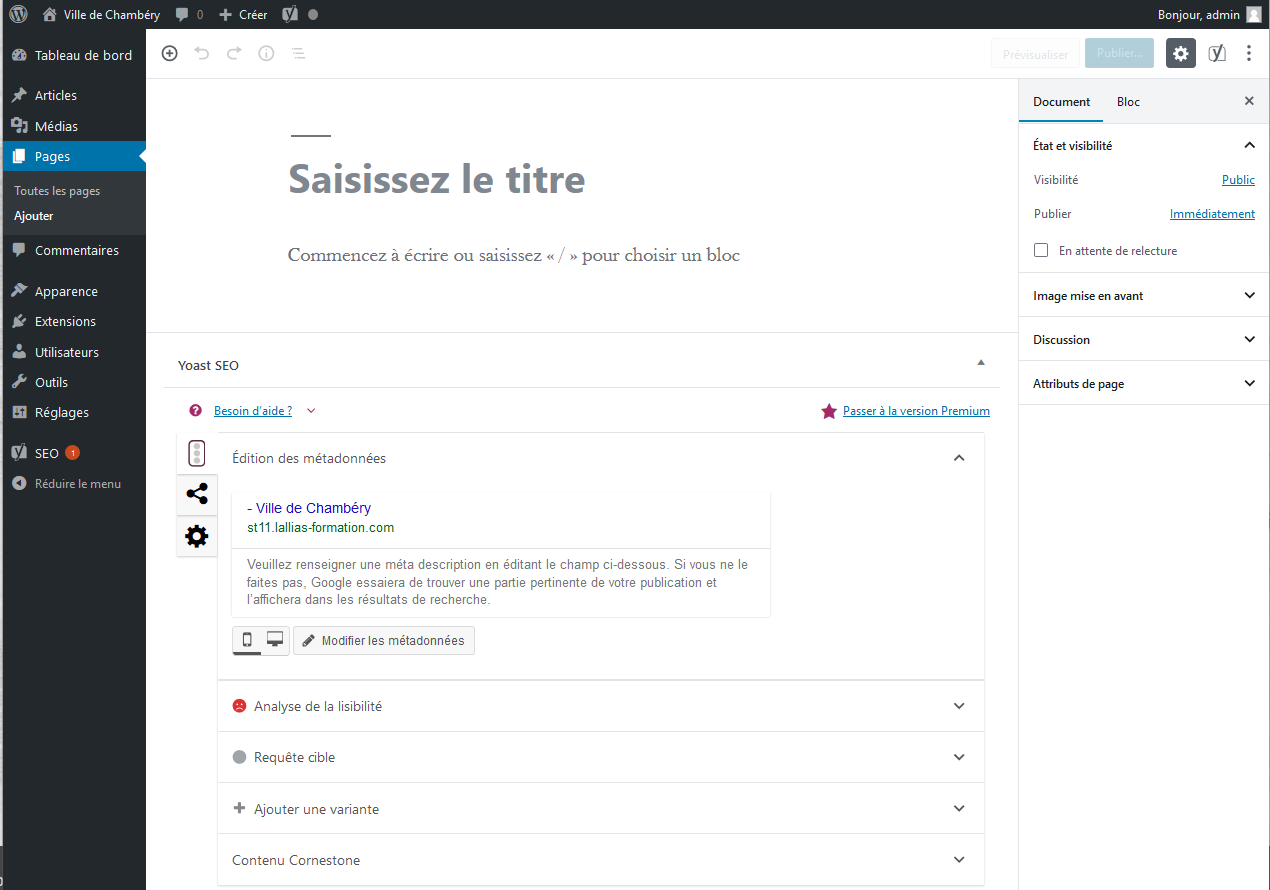 Ville de Chambéry 0 Créer Bonjour, admin
Tableau de bord
Articles
Médias
Pages
Toutes les pages
Ajouter
Commentaires
Apparence
Extensions
Utilisateurs
Outils
Réglages
SEO 1
Réduire le menu
Prévisualiser Publier...
Saisissez le titre
Commencez à écrire ou saisissez « / » pour choisir un bloc
Yoast SEO
Besoin d'aide ? Passer à la version Premium
Édition des métadonnées
- Ville de Chambéry
st11.lallias-formation.com
Veuillez renseigner une méta description en éditant le champ ci-dessous. Si vous ne le
faites pas, Google essaiera de trouver une partie pertinente de votre publication et
l'affichera dans les résultats de recherche.
Modifier les métadonnées
Analyse de la lisibilité
Requête cible
Ajouter une variante
Contenu Cornestone
Document Bloc
État et visibilité
Visibilité Public
Publier Immédiatement
En attente de relecture
Image mise en avant
Discussion
Attributs de page